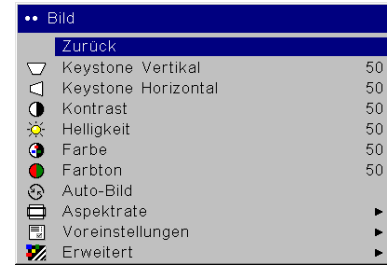 •• Bild
Zurück
Keystone Vertikal 50
Keystone Horizontal 50
Kontrast 50
Helligkeit 50
Farbe 50
Farbton 50
Auto-Bild
Aspektrate
Voreinstellungen
Erweitert